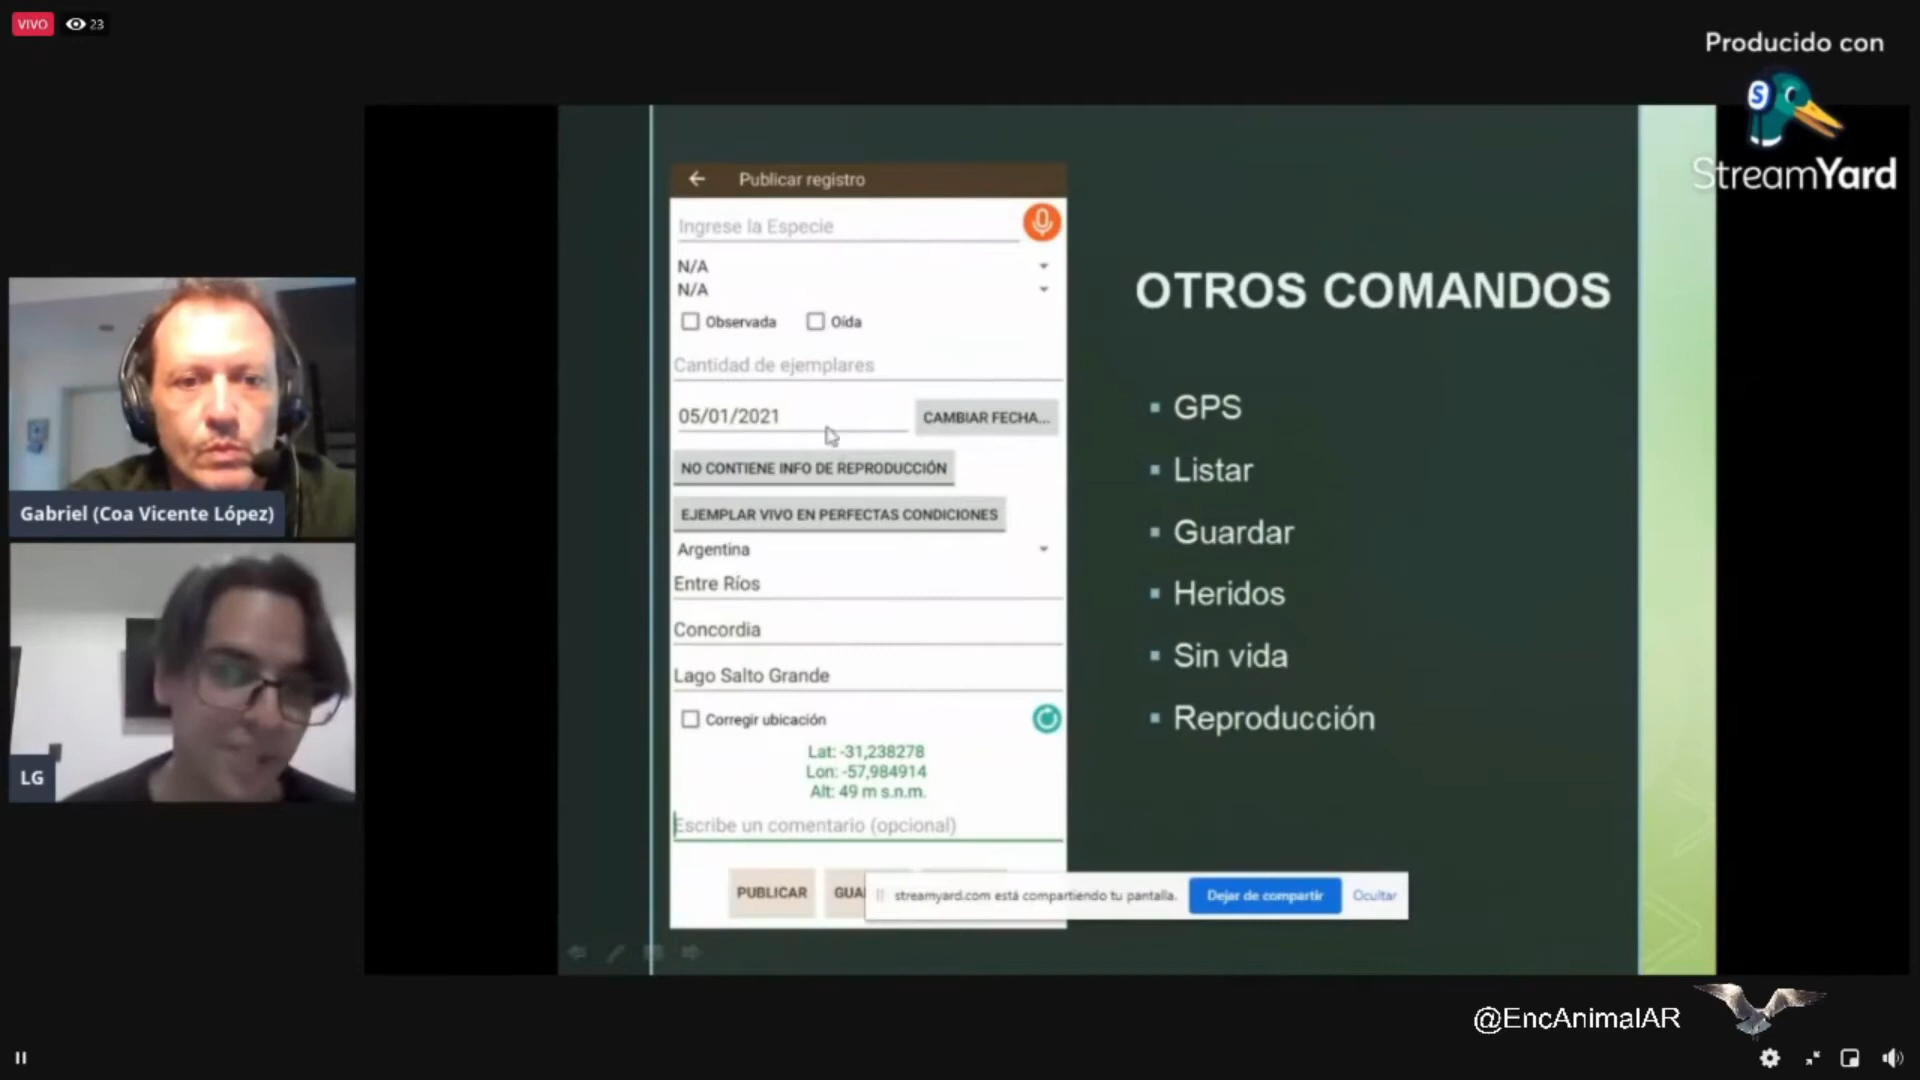 VIVO 23
Producido con
StreamYard
Publicar registro
Ingrese la Especie
N/A
N/A
Observada Oída
Cantidad de ejemplares
05/01/2021 CAMBIAR FECHA...
NO CONTIENE INFO DE REPRODUCCIÓN
EJEMPLAR VIVO EN PERFECTAS CONDICIONES
Argentina
Entre Ríos
Concordia
Lago Salto Grande
Corregir ubicación
Lat: -31,238278
Lon: -57,984914
Alt: 49 m s.n.m.
Escribe un comentario (opcional)
PUBLICAR
streamyard.com está compartiendo tu pantalla. Dejar de compartir Ocultar
OTROS COMANDOS
▪ GPS
▪ Listar
▪ Guardar
▪ Heridos
▪ Sin vida
▪ Reproducción
Gabriel (Coa Vicente López)
LG
@EncAnimalAR